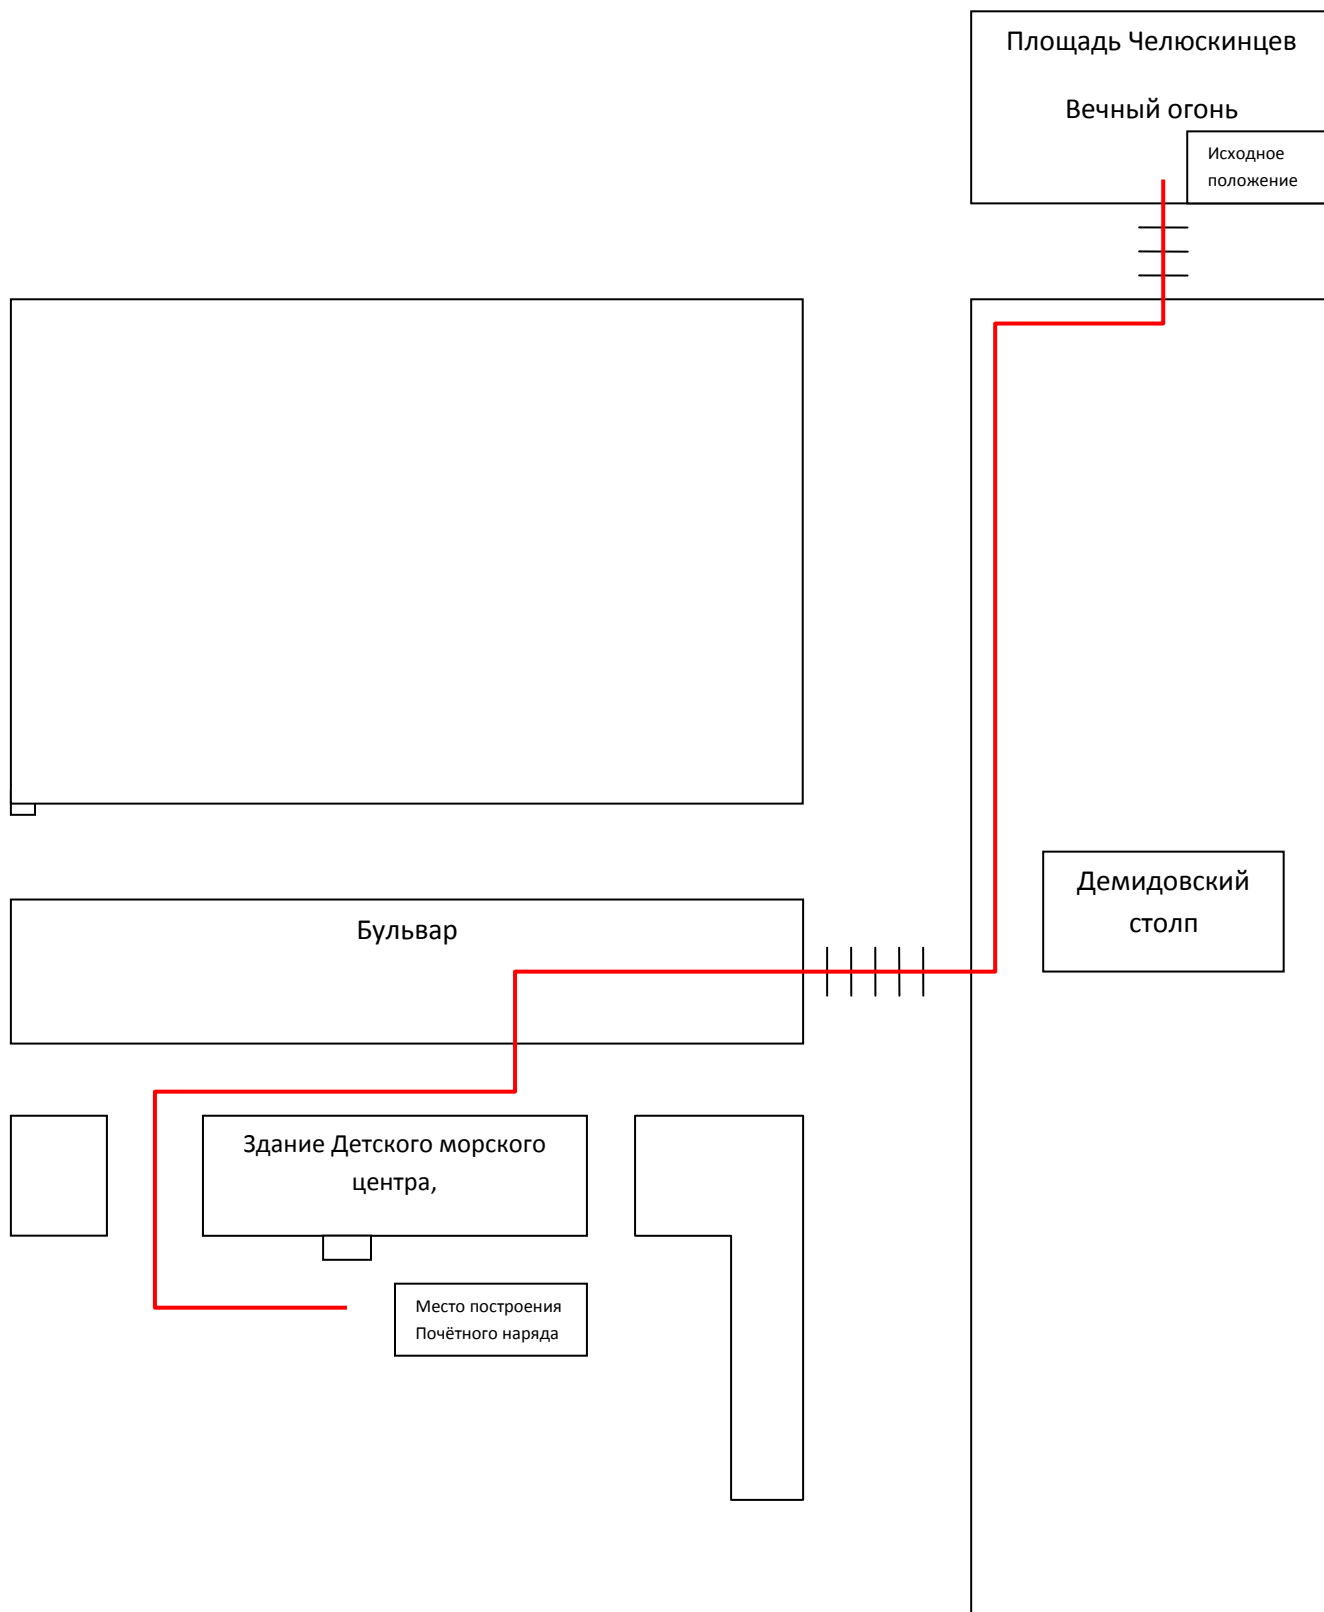 Площадь Челюскинцев
Вечный огонь
Исходное
положение
Демидовский
столп
Бульвар
Здание Детского морского
центра,
Место построения
Почётного наряда